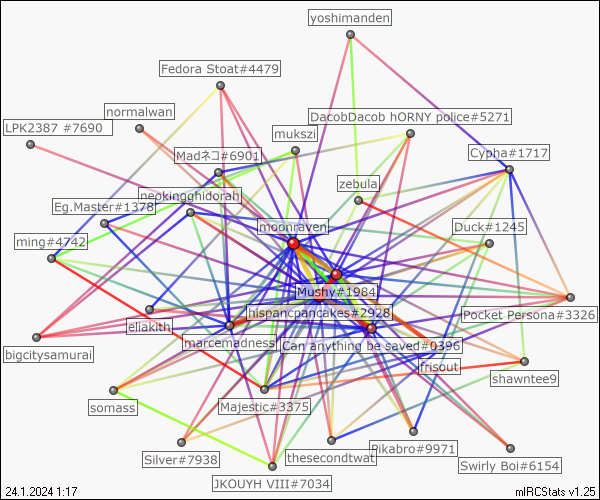 yoshimanden
Fedora Stoat#4479
normalwan
DacobDacob hORNY police#5271
LPK2387 #7690
mukszi
Madネコ#6901
Cypha#1717
zebula
neokingghidorah
Eg.Master#1378
moonraven
Duck#1245
ming#4742
Mushy#1984
hispancpancakes#2928
Pocket Persona#3326
eliakith
marcemadness
Can anything be saved#0396
bigcitysamurai
frisout
shawntee9
somass
Majestic#3375
Pikabro#9971
thesecondtwat
Silver#7938
Swirly Boi#6154
JKOUYH VIII#7034
24.1.2024 1:17
mIRCStats v1.25